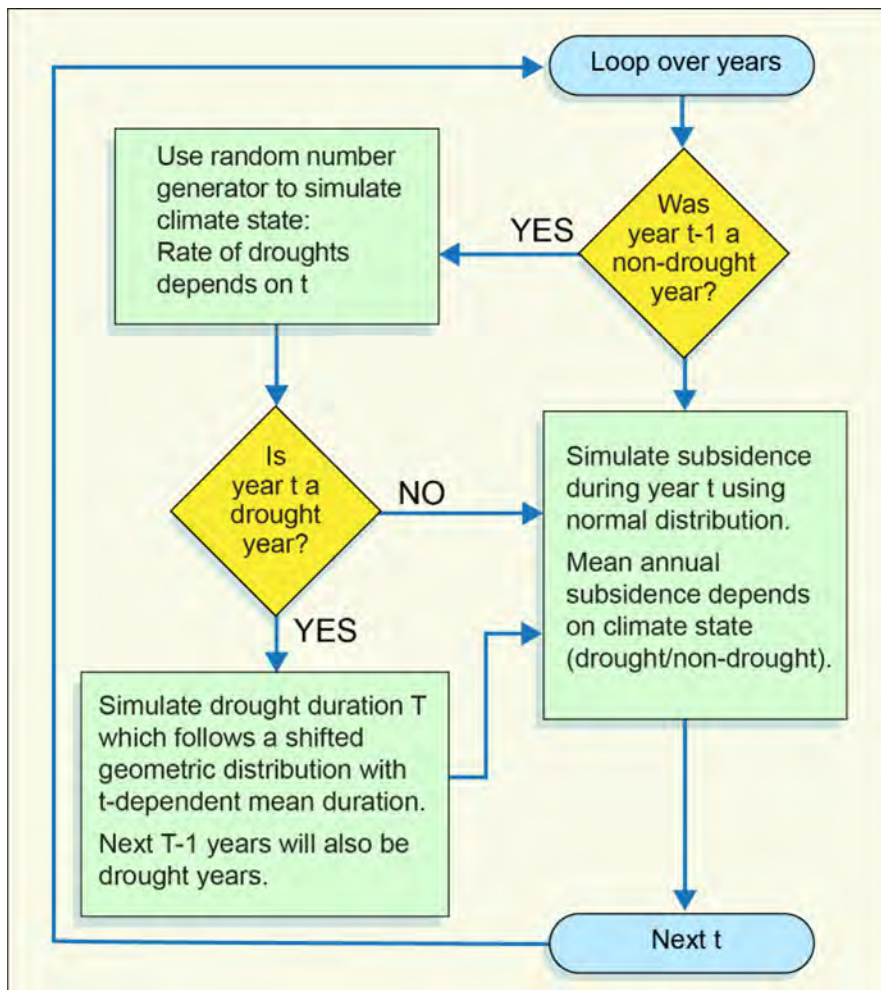 Loop over years
Was
year t-1 a
non-drought
year?
YES
Use random number
generator to simulate
climate state:
Rate of droughts
depends on t
Is
year t a
drought
year?
NO
YES
Simulate drought duration T
which follows a shifted
geometric distribution with
t-dependent mean duration.
Next T-1 years will also be
drought years.
Simulate subsidence
during year t using
normal distribution.
Mean annual
subsidence depends
on climate state
(drought/non-drought).
Next t